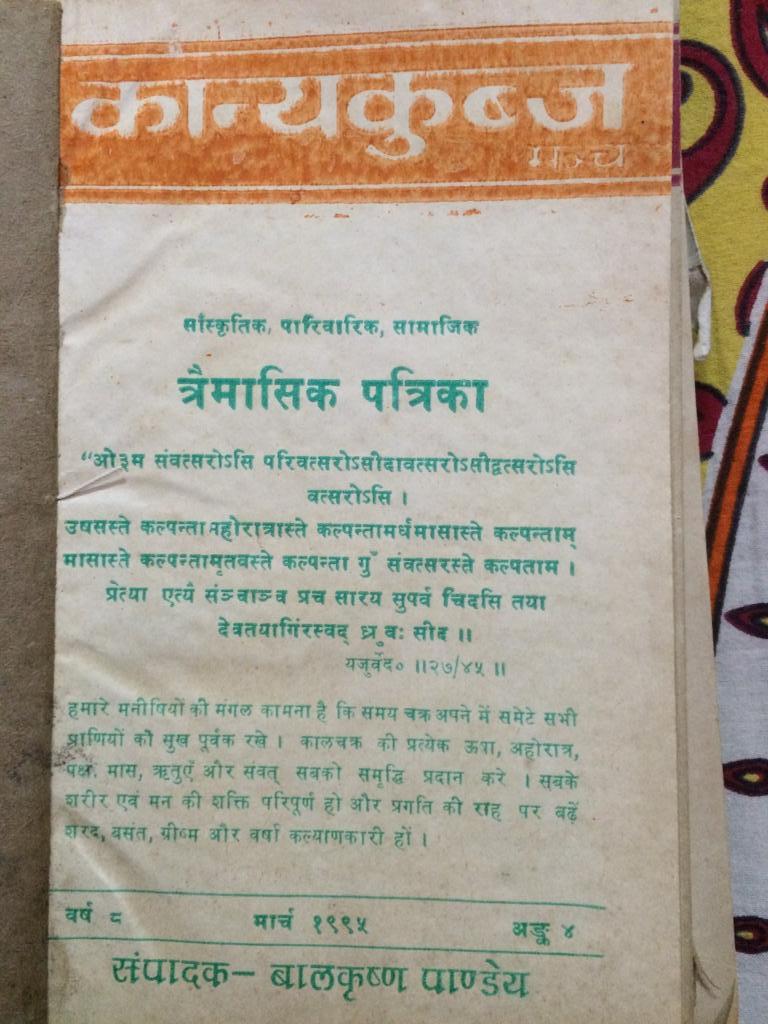 कान्यकुब्ज
मञ्च
साँस्कृतिक, पारिवारिक, सामाजिक
त्रैमासिक पत्रिका
“ओ३म संवत्सरोऽसि परिवत्सरोऽसीदावत्सरोऽसीद्वत्सरोऽसि
वत्सरोऽसि ।
उषसस्ते कल्पन्तामहोरात्रास्ते कल्पन्तामर्धमासास्ते कल्पन्ताम्
मासास्ते कल्पन्तामृतवस्ते कल्पन्ता गुँ संवत्सरस्ते कल्पताम ।
प्रेत्या एत्यै संञ्चाञ्च प्रच सारय सुपर्व चिदसि तया
देवतयागिंरस्वद् ध्रुवः सीद ॥
यजुर्वेद० ॥२७/४५ ॥
हमारे मनीषियों की मंगल कामना है कि समय चक्र अपने में समेटे सभी
प्राणियों को सुख पूर्वक रखे । कालचक्र की प्रत्येक ऊषा, अहोरात्र,
पक्ष, मास, ऋतुएँ और संवत् सबको समृद्धि प्रदान करे । सबके
शरीर एवं मन की शक्ति परिपूर्ण हो और प्रगति की राह पर बढ़ें
शरद, बसंत, ग्रीष्म और वर्षा कल्याणकारी हों ।
वर्ष ८ मार्च १९९५ अङ्क ४
संपादक— बालकृष्ण पाण्डेय